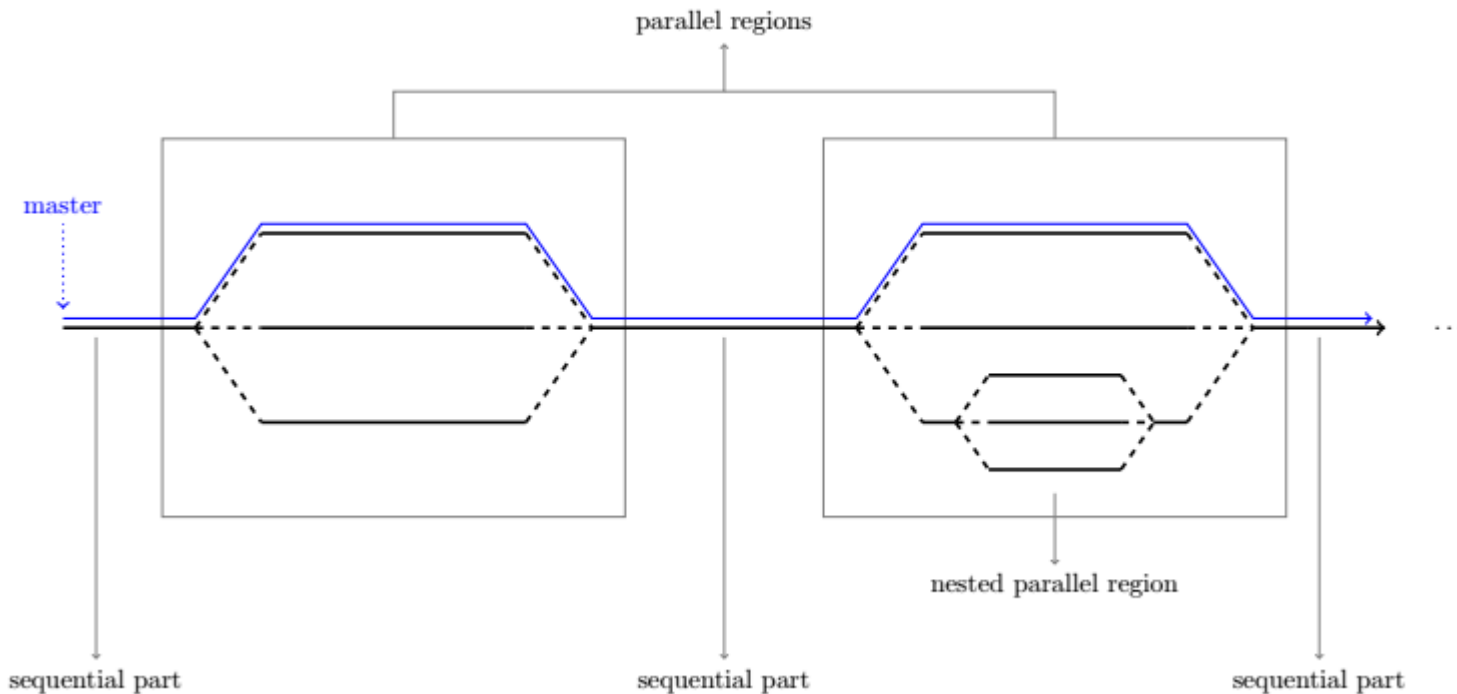 parallel regions
master
nested parallel region
sequential part
sequential part
sequential part